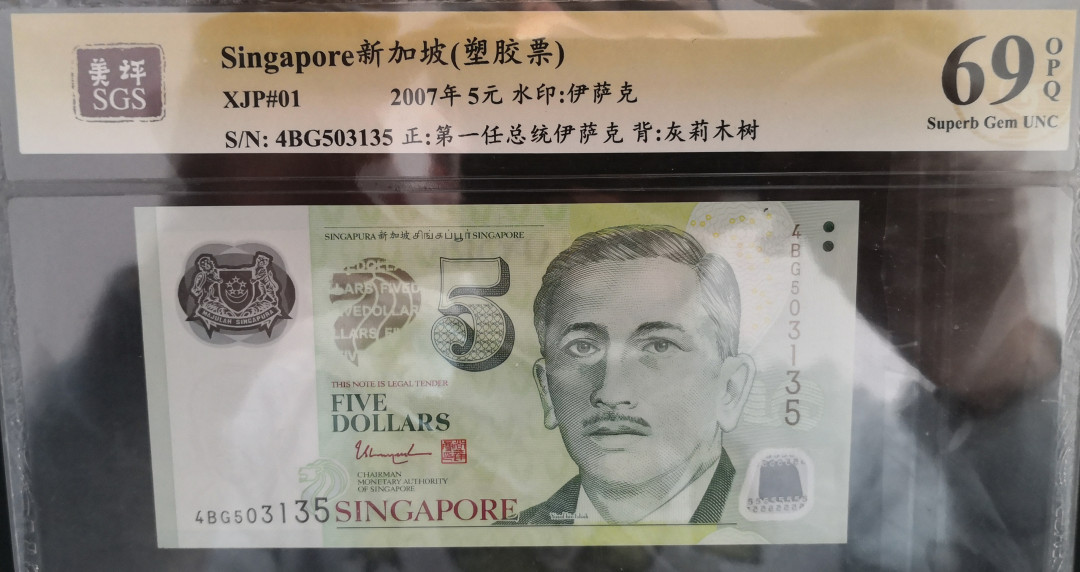 美评
SGS
Singapore新加坡(塑胶票)
XJP#01 2007年 5元 水印:伊萨克
S/N: 4BG503135 正:第一任总统伊萨克 背:灰莉木树
69
OPQ
Superb Gem UNC
SINGAPURA 新加坡 சிங்கப்பூர் SINGAPORE
MAJULAH SINGAPURA
5
4BG503135
THIS NOTE IS LEGAL TENDER
FIVE
DOLLARS
CHAIRMAN
MONETARY AUTHORITY
OF SINGAPORE
4BG503135
SINGAPORE